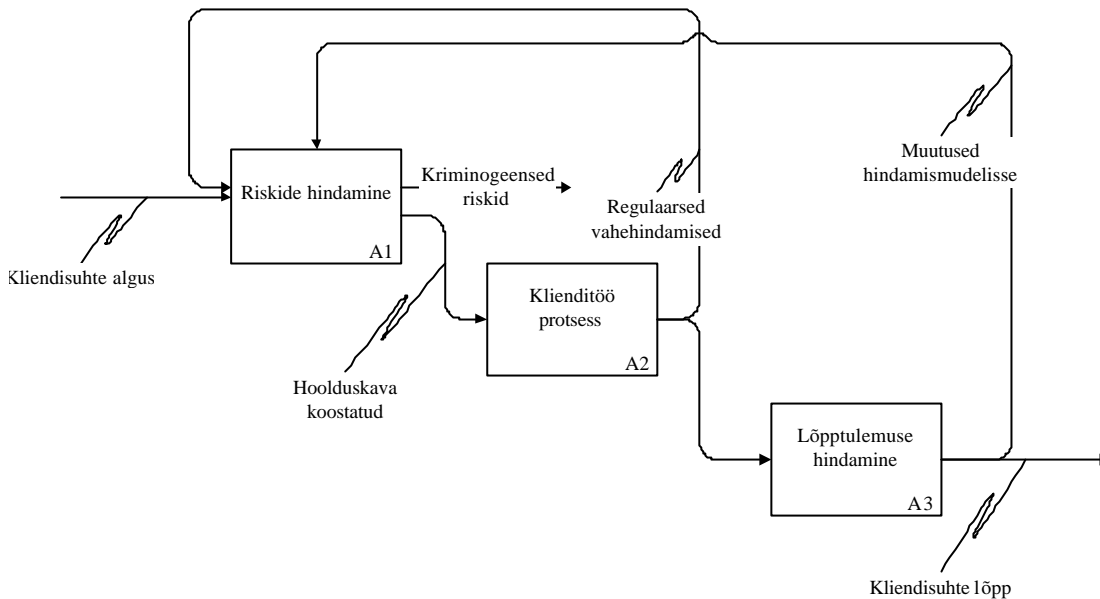 Riskide hindamine
A1
Kriminogeensed
riskid
Regulaarsed
vahehindamised
Muutused
hindamismudelisse
Kliendisuhte algus
Klienditöö
protsess
A2
Hoolduskava
koostatud
Lõpptulemuse
hindamine
A3
Kliendisuhte lõpp